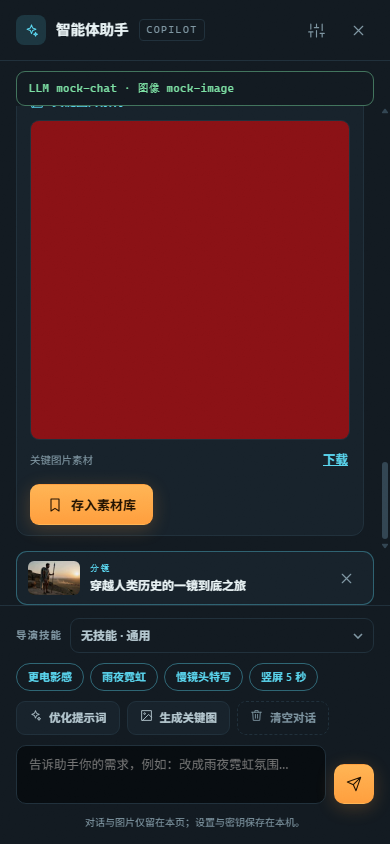 智能体助手 COPILOT
LLM mock-chat · 图像 mock-image
关键图片素材 下载
存入素材库
分镜
穿越人类历史的一镜到底之旅
导演技能 无技能 · 通用
更电影感 雨夜霓虹 慢镜头特写 竖屏 5 秒
优化提示词 生成关键图 清空对话
告诉助手你的需求，例如：改成雨夜霓虹氛围...
对话与图片仅留在本页；设置与密钥保存在本机。